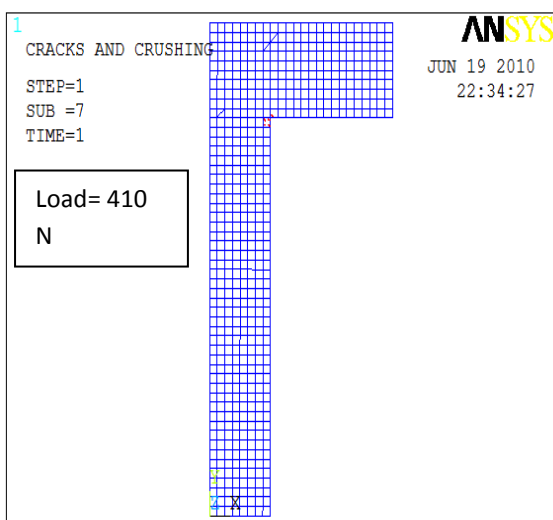 1
ANSYS
CRACKS AND CRUSHING
JUN 19 2010
STEP=1
22:34:27
SUB =7
TIME=1
Load= 410
N
Y
Z X